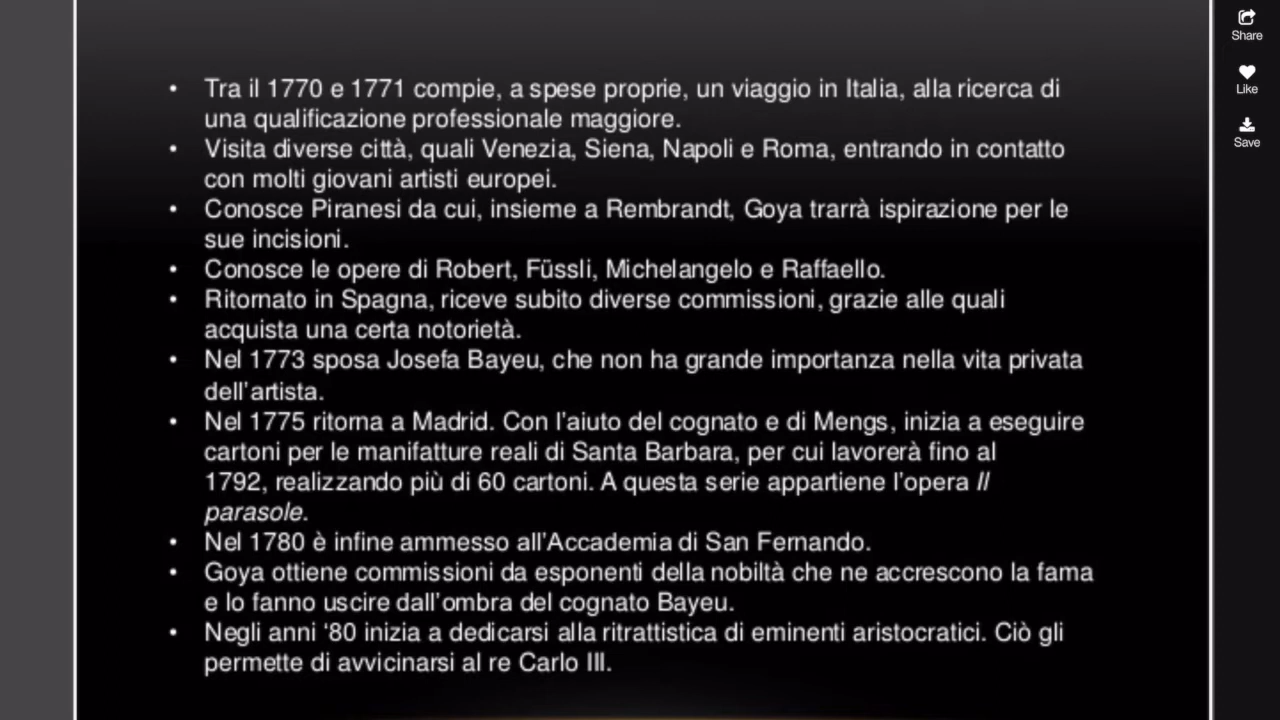 • Tra il 1770 e 1771 compie, a spese proprie, un viaggio in Italia, alla ricerca di
una qualificazione professionale maggiore.
• Visita diverse città, quali Venezia, Siena, Napoli e Roma, entrando in contatto
con molti giovani artisti europei.
• Conosce Piranesi da cui, insieme a Rembrandt, Goya trarrà ispirazione per le
sue incisioni.
• Conosce le opere di Robert, Füssli, Michelangelo e Raffaello.
• Ritornato in Spagna, riceve subito diverse commissioni, grazie alle quali
acquista una certa notorietà.
• Nel 1773 sposa Josefa Bayeu, che non ha grande importanza nella vita privata
dell'artista.
• Nel 1775 ritorna a Madrid. Con l'aiuto del cognato e di Mengs, inizia a eseguire
cartoni per le manifatture reali di Santa Barbara, per cui lavorerà fino al
1792, realizzando più di 60 cartoni. A questa serie appartiene l'opera Il
parasole.
• Nel 1780 è infine ammesso all'Accademia di San Fernando.
• Goya ottiene commissioni da esponenti della nobiltà che ne accrescono la fama
e lo fanno uscire dall'ombra del cognato Bayeu.
• Negli anni ‘80 inizia a dedicarsi alla ritrattistica di eminenti aristocratici. Ciò gli
permette di avvicinarsi al re Carlo III.
Share
Like
Save